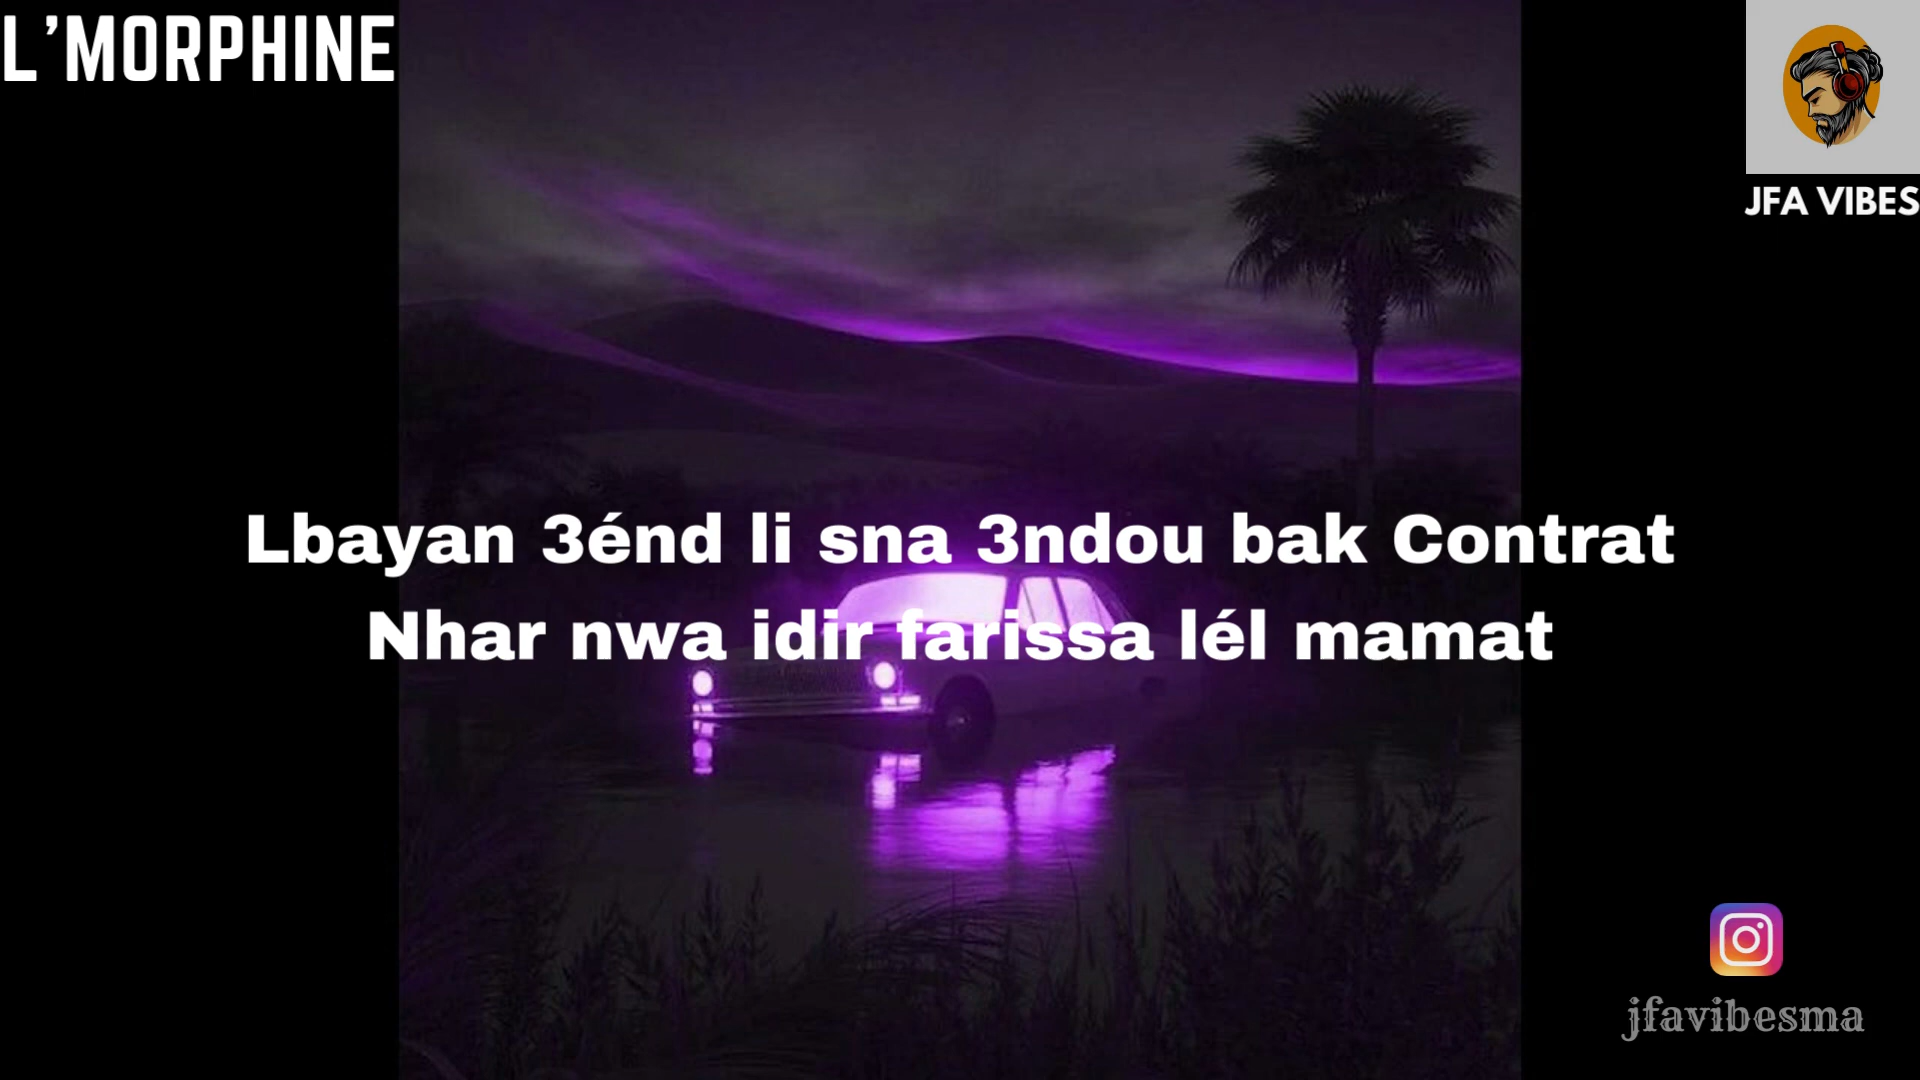 L'MORPHINE
JFA VIBES
Lbayan 3énd li sna 3ndou bak Contrat
Nhar nwa idir farissa lél mamat
jfavibesma